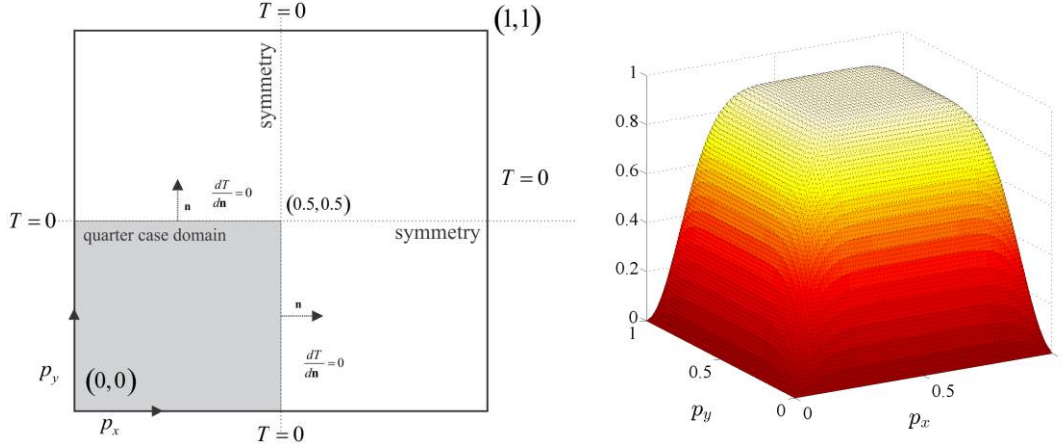 T = 0
(1,1)
symmetry
dT/dn = 0
n
(0.5,0.5)
T = 0
T = 0
quarter case domain
symmetry
n
dT/dn = 0
p_y
(0,0)
p_x
T = 0
1
0.8
0.6
0.4
0.2
0
1
0.5
0
0
0.5
p_y
p_x